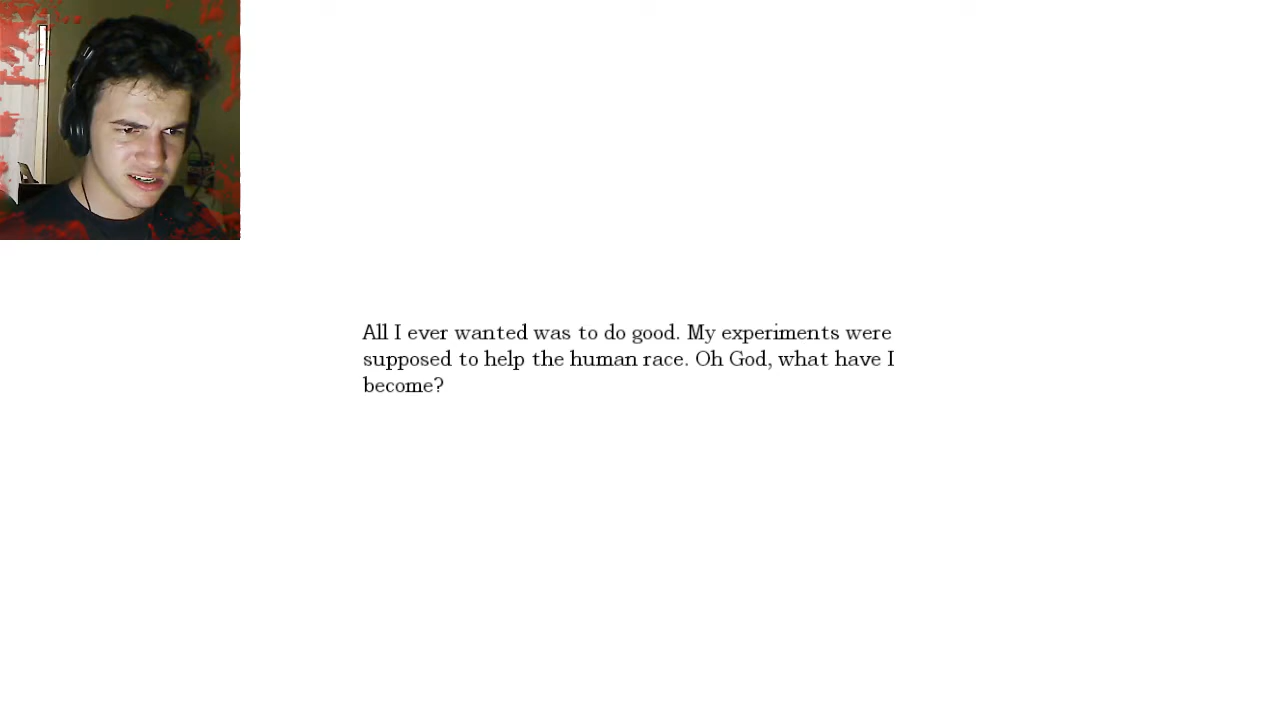 All I ever wanted was to do good. My experiments were
supposed to help the human race. Oh God, what have I
become?